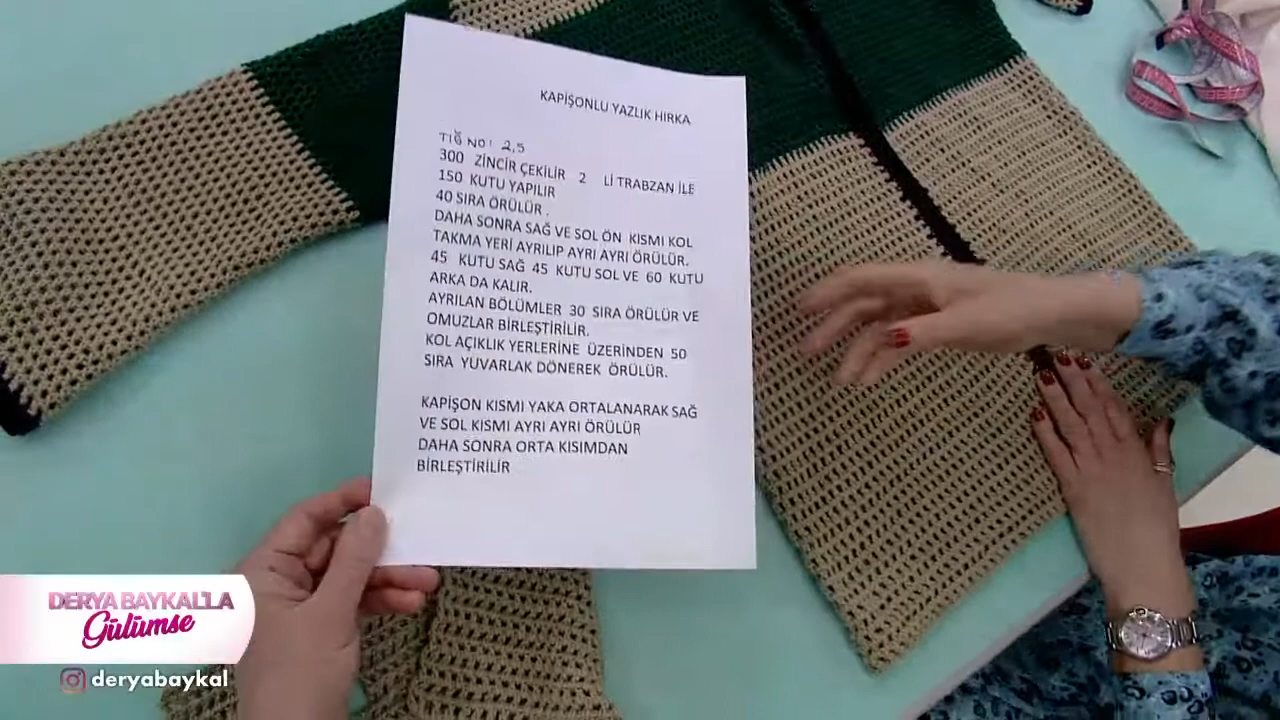 KAPİŞONLU YAZLIK HIRKA
TIĞ NO: 2,5
300 ZİNCİR ÇEKİLİR 2 Lİ TRABZAN İLE
150 KUTU YAPILIR
40 SIRA ÖRÜLÜR .
DAHA SONRA SAĞ VE SOL ÖN KISMI KOL
TAKMA YERİ AYRILIP AYRI AYRI ÖRÜLÜR.
45 KUTU SAĞ 45 KUTU SOL VE 60 KUTU
ARKA DA KALIR.
AYRILAN BÖLÜMLER 30 SIRA ÖRÜLÜR VE
OMUZLAR BİRLEŞTİRİLİR.
KOL AÇIKLIK YERLERİNE ÜZERİNDEN 50
SIRA YUVARLAK DÖNEREK ÖRÜLÜR.
KAPİŞON KISMI YAKA ORTALANARAK SAĞ
VE SOL KISMI AYRI AYRI ÖRÜLÜR
DAHA SONRA ORTA KISIMDAN
BİRLEŞTİRİLİR
DERYA BAYKAL'LA
Gülümse
deryabaykal